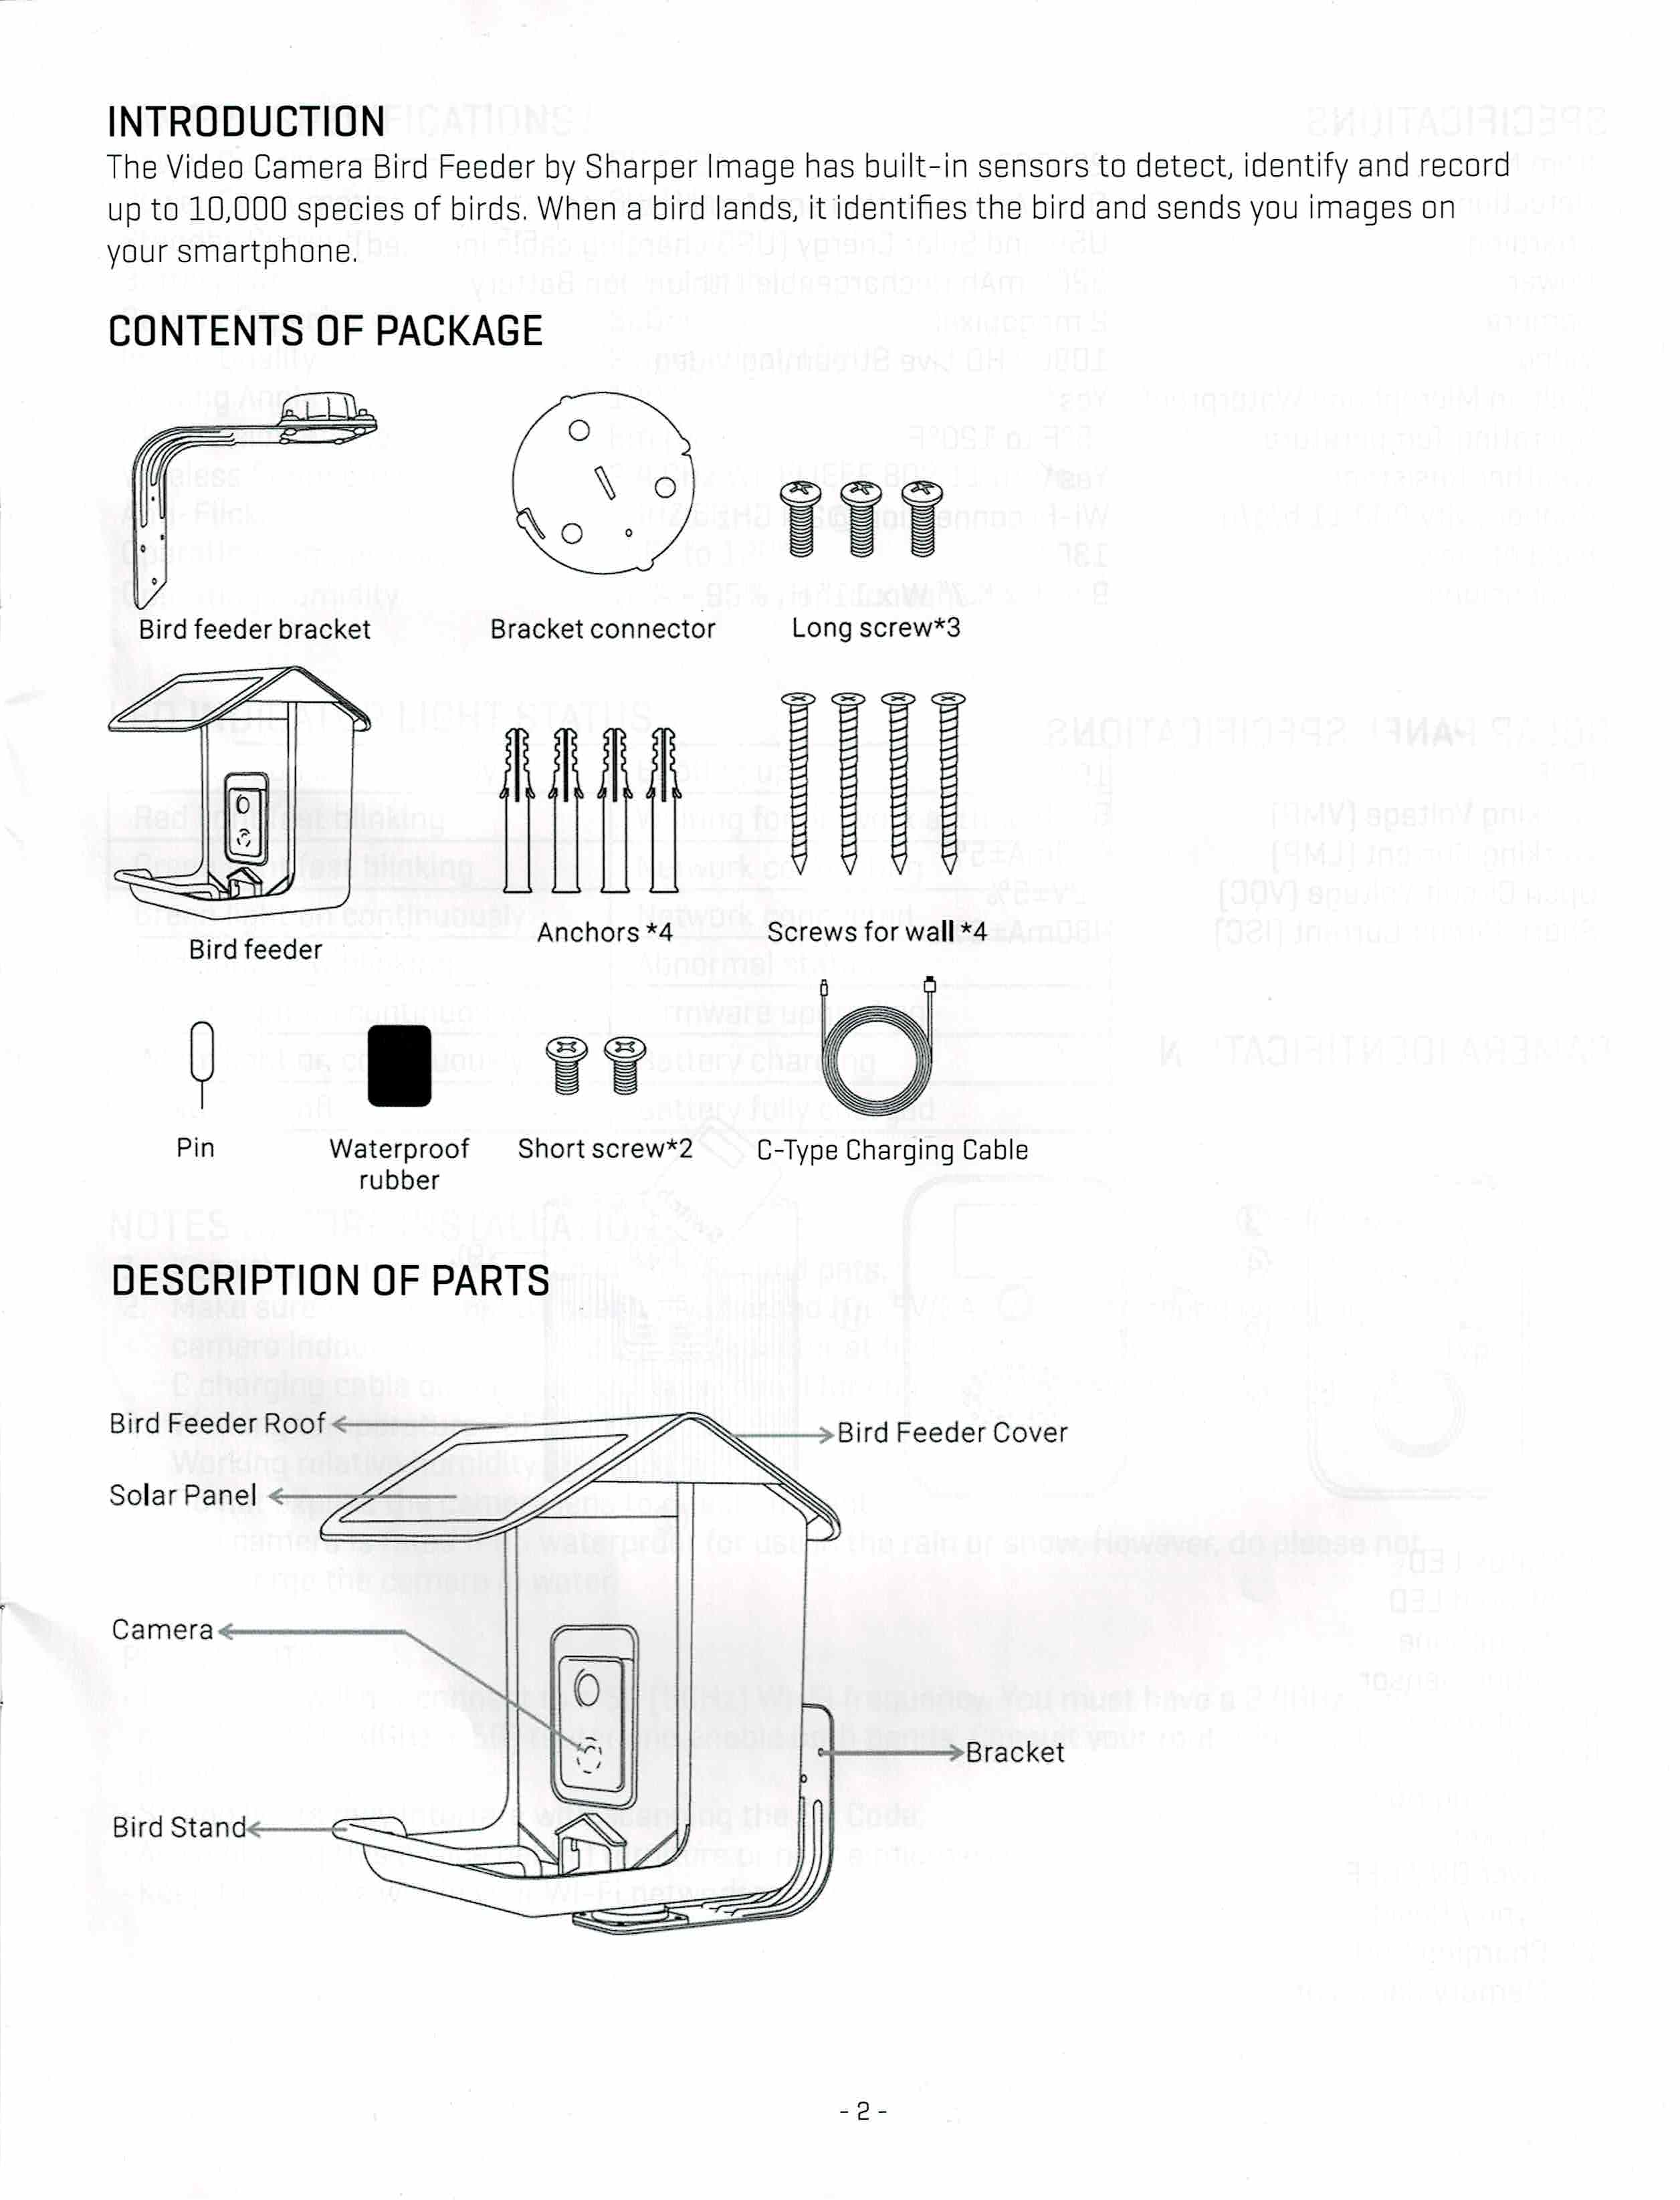 INTRODUCTION
The Video Camera Bird Feeder by Sharper Image has built-in sensors to detect, identify and record
up to 10,000 species of birds. When a bird lands, it identifies the bird and sends you images on
your smartphone.
CONTENTS OF PACKAGE
Bird feeder bracket
Bracket connector
Long screw*3
Bird feeder
Anchors *4
Screws for wall *4
Pin
Waterproof
rubber
Short screw*2
C-Type Charging Cable
DESCRIPTION OF PARTS
Bird Feeder Roof
Bird Feeder Cover
Solar Panel
Camera
Bracket
Bird Stand
- 2 -